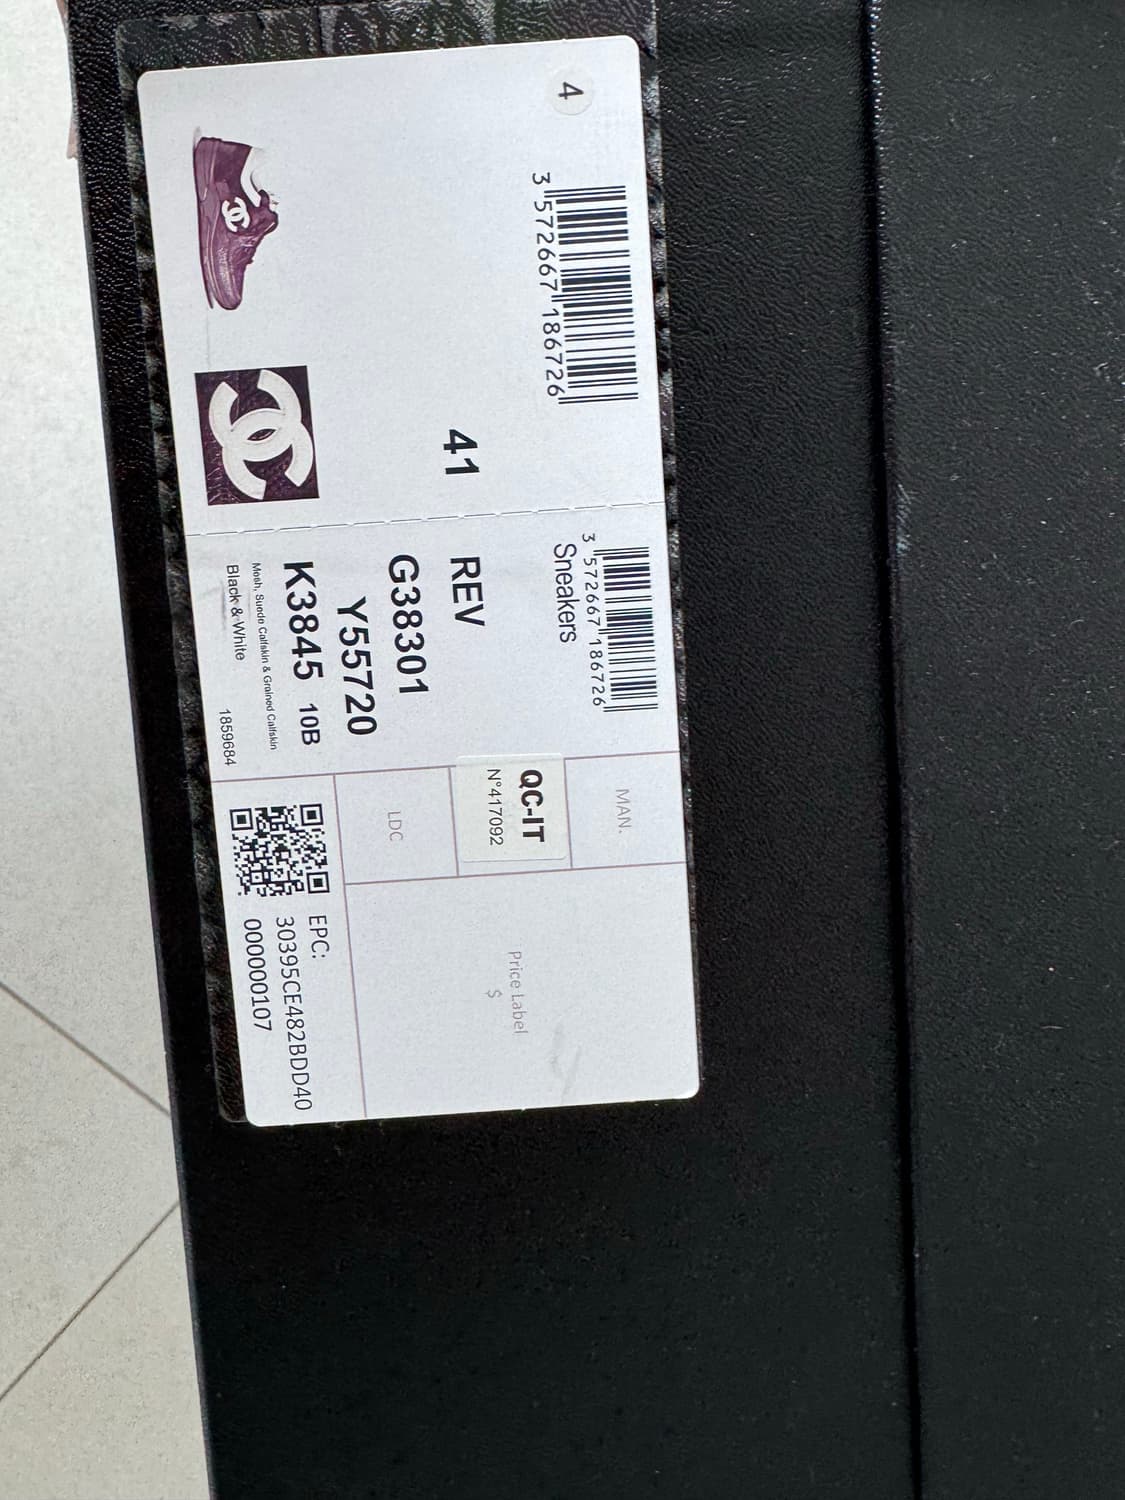 4
3 572667 186726
41
3 572667 186726
Sneakers
REV
G38301
Y55720
K3845 10B
Mesh, Suede Calfskin & Grained Calfskin
Black & White
1859684
MAN.
QC-IT
N°417092
LDC
Price Label
$
EPC:
30395CE482BDD40
000000107